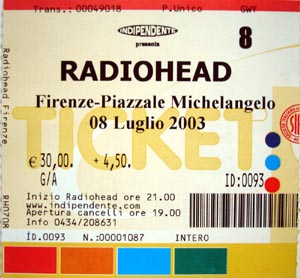 Trans.: 00049018 P.Unico GWY
INDIPENDENTE
presenta
8
RADIOHEAD
Firenze-Piazzale Michelangelo
08 Luglio 2003
TICKET
€ 30,00. + 4,50.
G/A ID:0093
Inizio Radiohead ore 21.00
www.indipendente.com
Apertura cancelli ore 19.00
Info 0434/208631
ID.0093 N.:00001087 INTERO
Radiohead Firenze